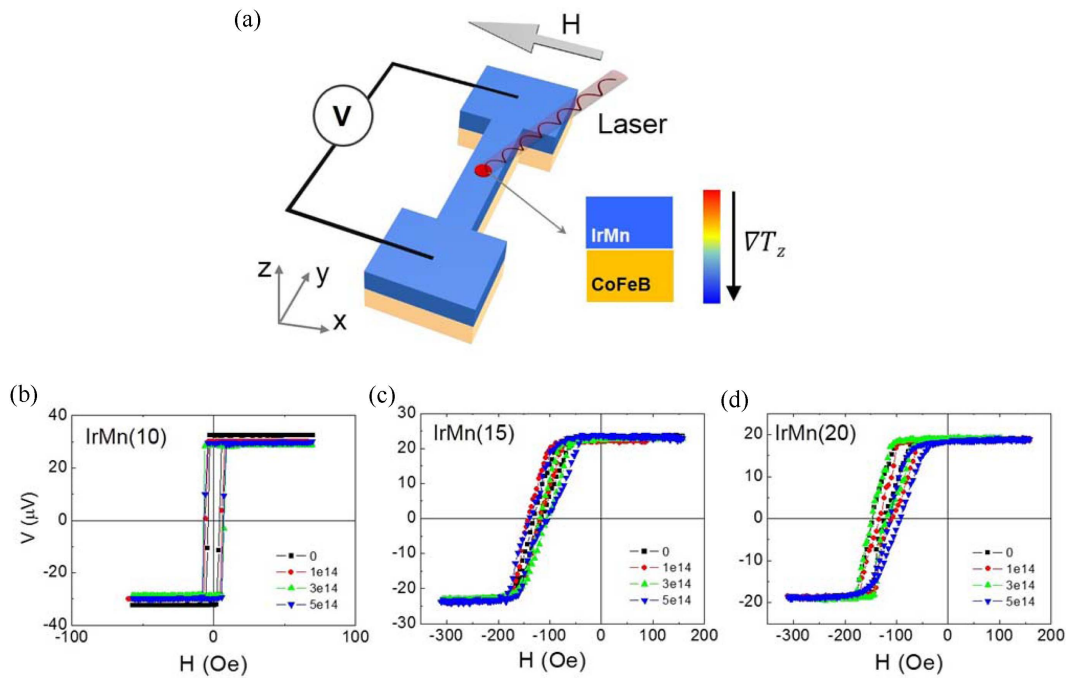 (a)
H
Laser
V
IrMn
CoFeB
∇T_z
z
y
x
(b)
IrMn(10)
V (μV)
40
20
0
-20
-40
-100
0
100
H (Oe)
0
1e14
3e14
5e14
(c)
IrMn(15)
30
20
10
0
-10
-20
-30
-300
-200
-100
0
100
200
H (Oe)
0
1e14
3e14
5e14
(d)
IrMn(20)
20
10
0
-10
-20
-300
-200
-100
0
100
200
H (Oe)
0
1e14
3e14
5e14